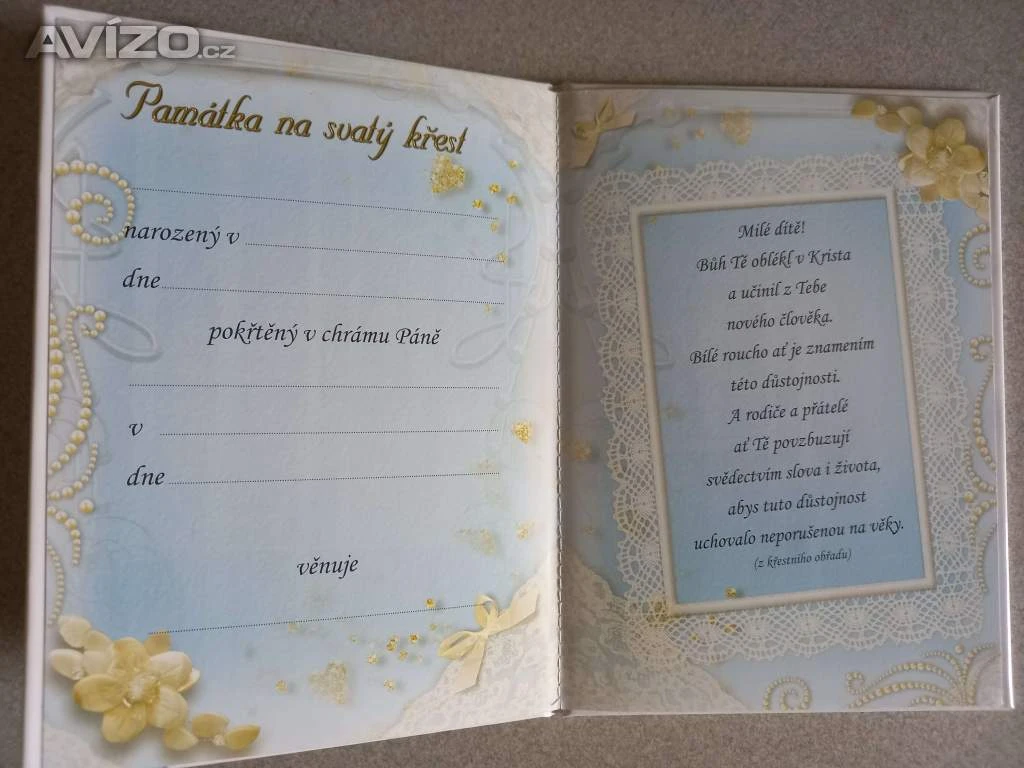 AVÍZO.cz
Památka na svatý křest
narozený v
dne
pokřtěný v chrámu Páně
v
dne
věnuje
Milé dítě!
Bůh Tě oblékl v Krista
a učinil z Tebe
nového člověka.
Bílé roucho ať je znamením
této důstojnosti.
A rodiče a přátelé
ať Tě povzbuzují
svědectvím slova i života,
abys tuto důstojnost
uchovalo neporušenou na věky.
(z křestního obřadu)